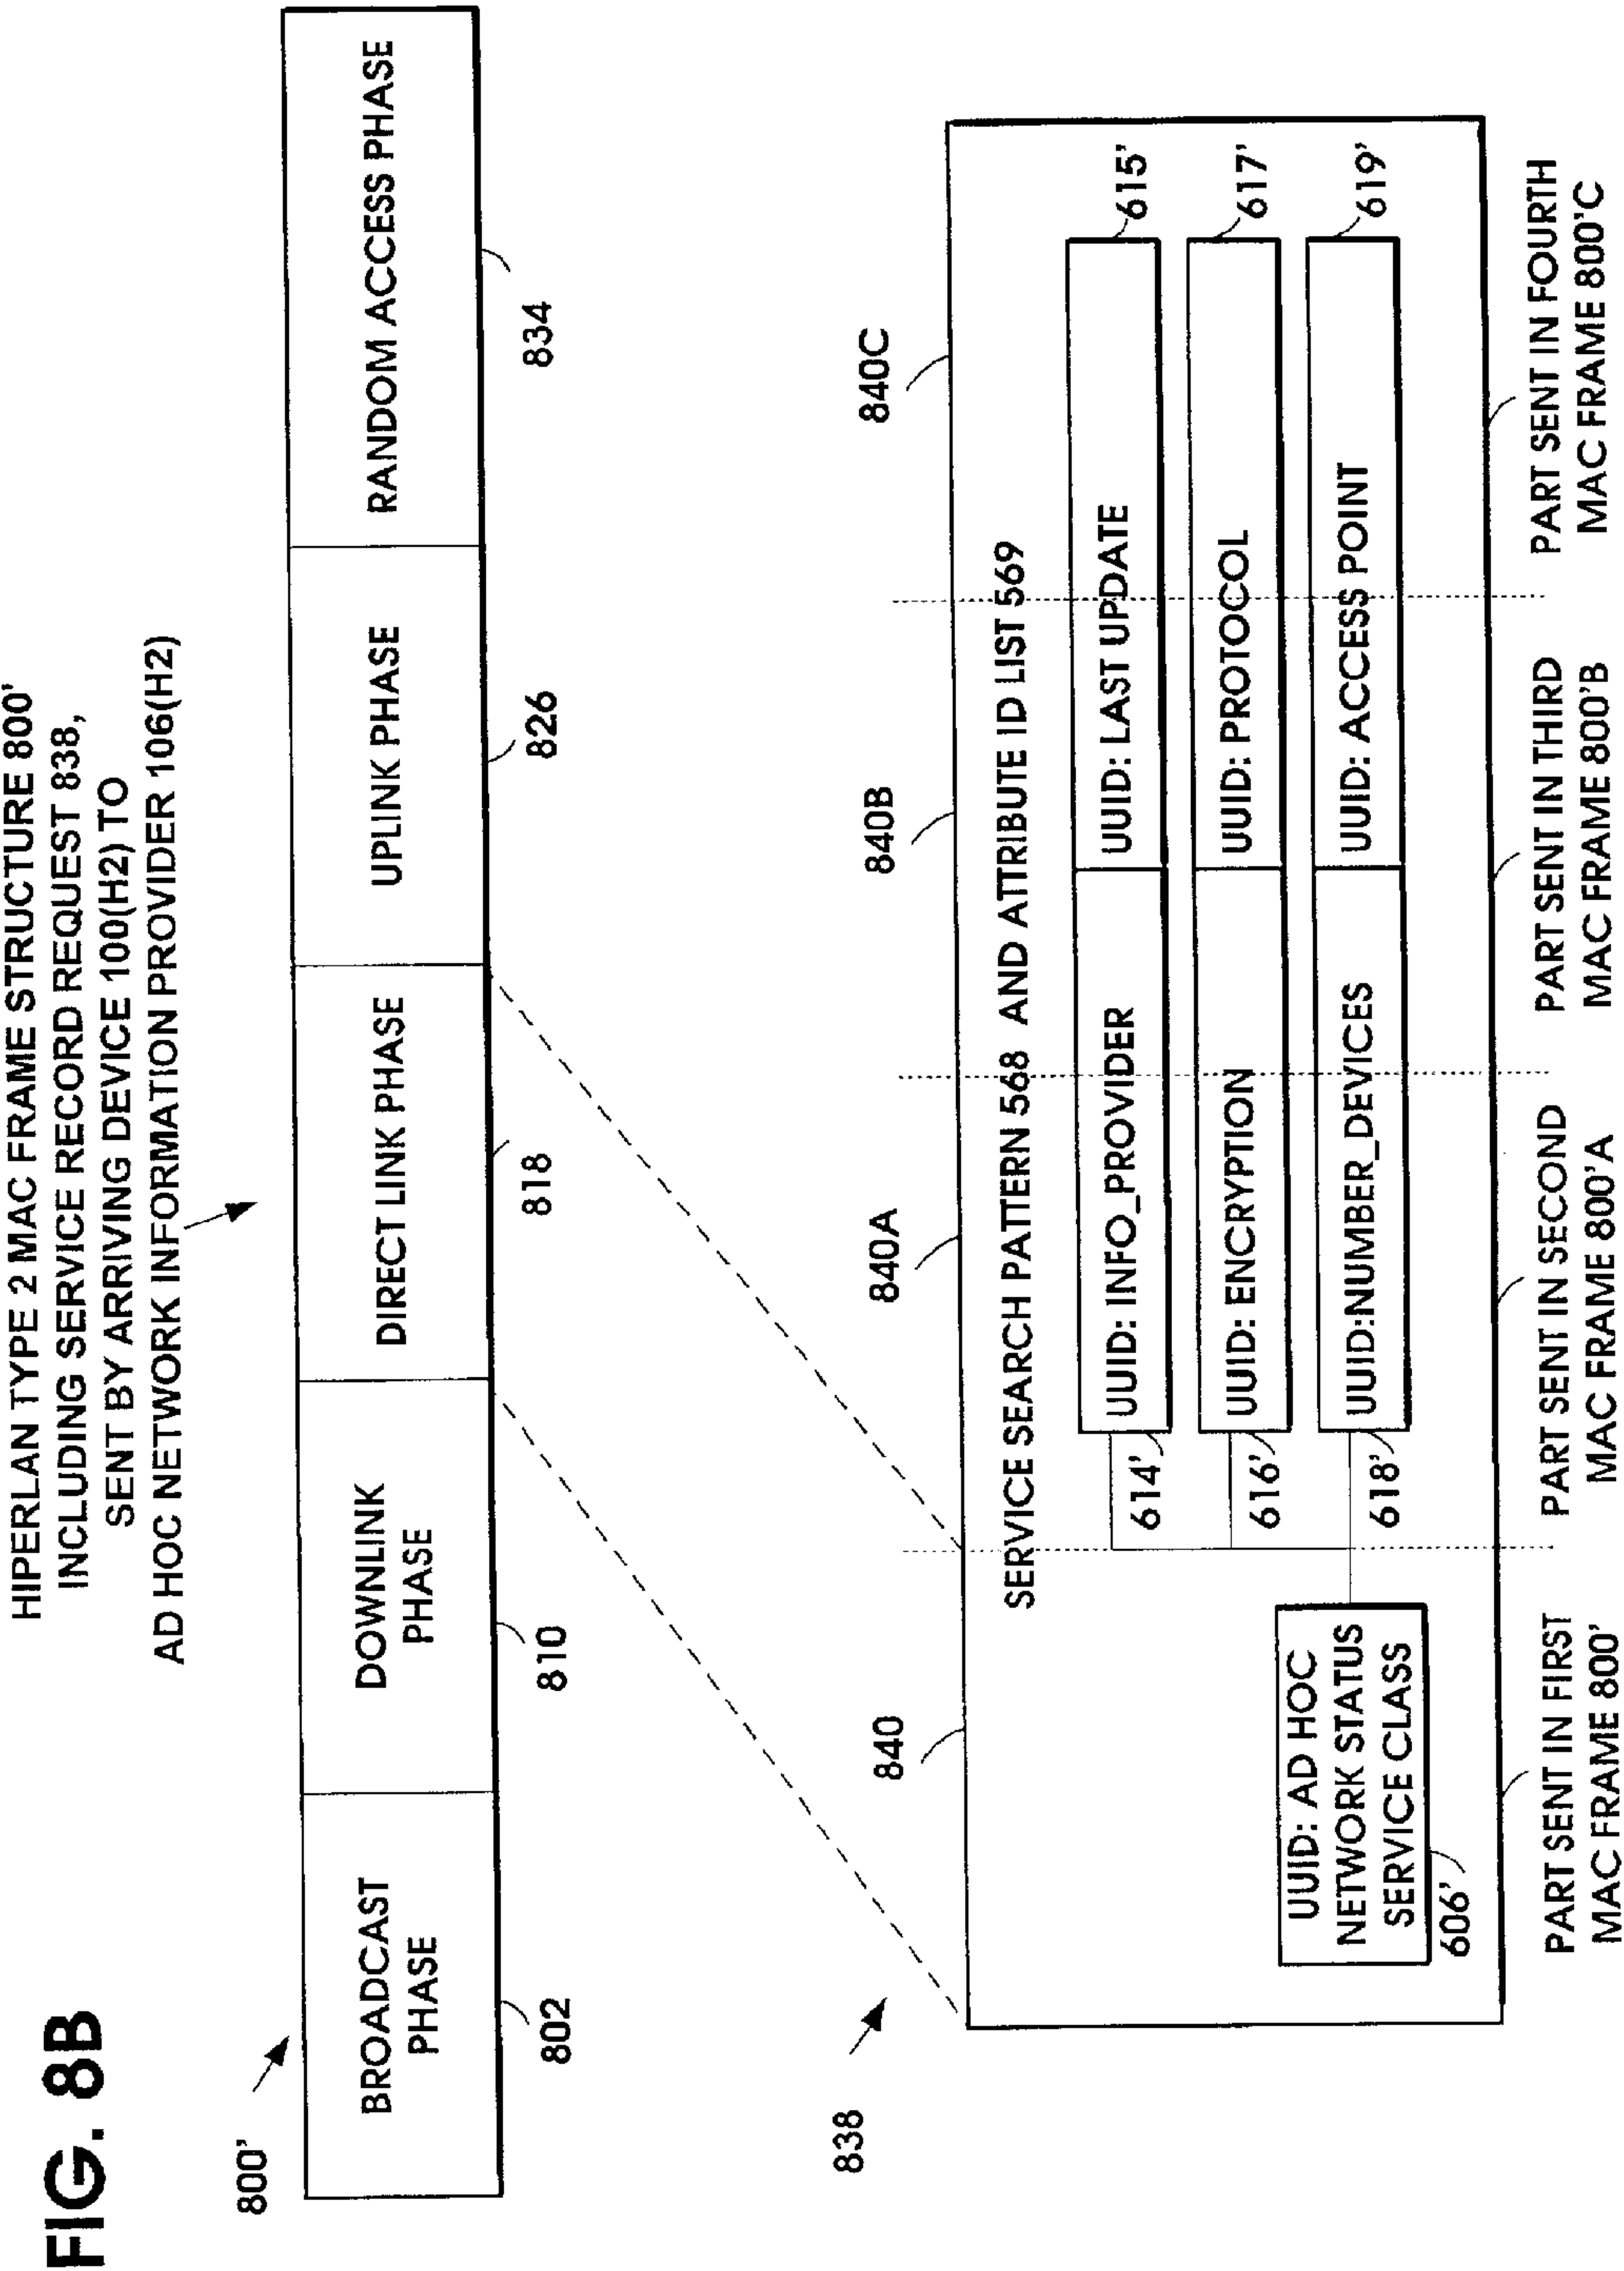 FIG. 8B
HIPERLAN TYPE 2 MAC FRAME STRUCTURE 800'
INCLUDING SERVICE RECORD REQUEST 838,
SENT BY ARRIVING DEVICE 100(H2) TO
AD HOC NETWORK INFORMATION PROVIDER 106(H2)
800'
BROADCAST
PHASE
DOWNLINK
PHASE
DIRECT LINK PHASE
UPLINK PHASE
RANDOM ACCESS PHASE
802
810
818
826
834
838
840
840A
840B
840C
SERVICE SEARCH PATTERN 568 AND ATTRIBUTE ID LIST 569
UUID: AD HOC
NETWORK STATUS
SERVICE CLASS
606'
614'
UUID: INFO_PROVIDER
UUID: LAST UPDATE
615'
616'
UUID: ENCRYPTION
UUID: PROTOCOL
617'
618'
UUID:NUMBER_DEVICES
UUID: ACCESS POINT
619'
PART SENT IN FIRST
MAC FRAME 800'
PART SENT IN SECOND
MAC FRAME 800'A
PART SENT IN THIRD
MAC FRAME 800'B
PART SENT IN FOURTH
MAC FRAME 800'C